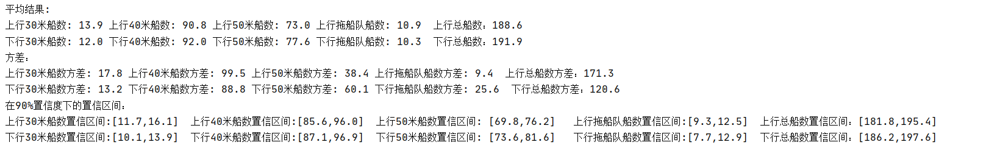 平均结果:
上行30米船数: 13.9 上行40米船数: 90.8 上行50米船数: 73.0 上行拖船队船数: 10.9  上行总船数：188.6
下行30米船数: 12.0 下行40米船数: 92.0 下行50米船数: 77.6 下行拖船队船数: 10.3  下行总船数：191.9
方差：
上行30米船数方差: 17.8 上行40米船数方差: 99.5 上行50米船数方差: 38.4 上行拖船队船数方差: 9.4  上行总船数方差：171.3
下行30米船数方差: 13.2 下行40米船数方差: 88.8 下行50米船数方差: 60.1 下行拖船队船数方差: 25.6  下行总船数方差：120.6
在90%置信度下的置信区间：
上行30米船数置信区间:[11.7,16.1]  上行40米船数置信区间:[85.6,96.0]  上行50米船数置信区间: [69.8,76.2]   上行拖船队船数置信区间:[9.3,12.5]  上行总船数置信区间：[181.8,195.4]
下行30米船数置信区间:[10.1,13.9]  下行40米船数置信区间:[87.1,96.9]  下行50米船数置信区间: [73.6,81.6]   下行拖船队船数置信区间:[7.7,12.9]  下行总船数置信区间：[186.2,197.6]